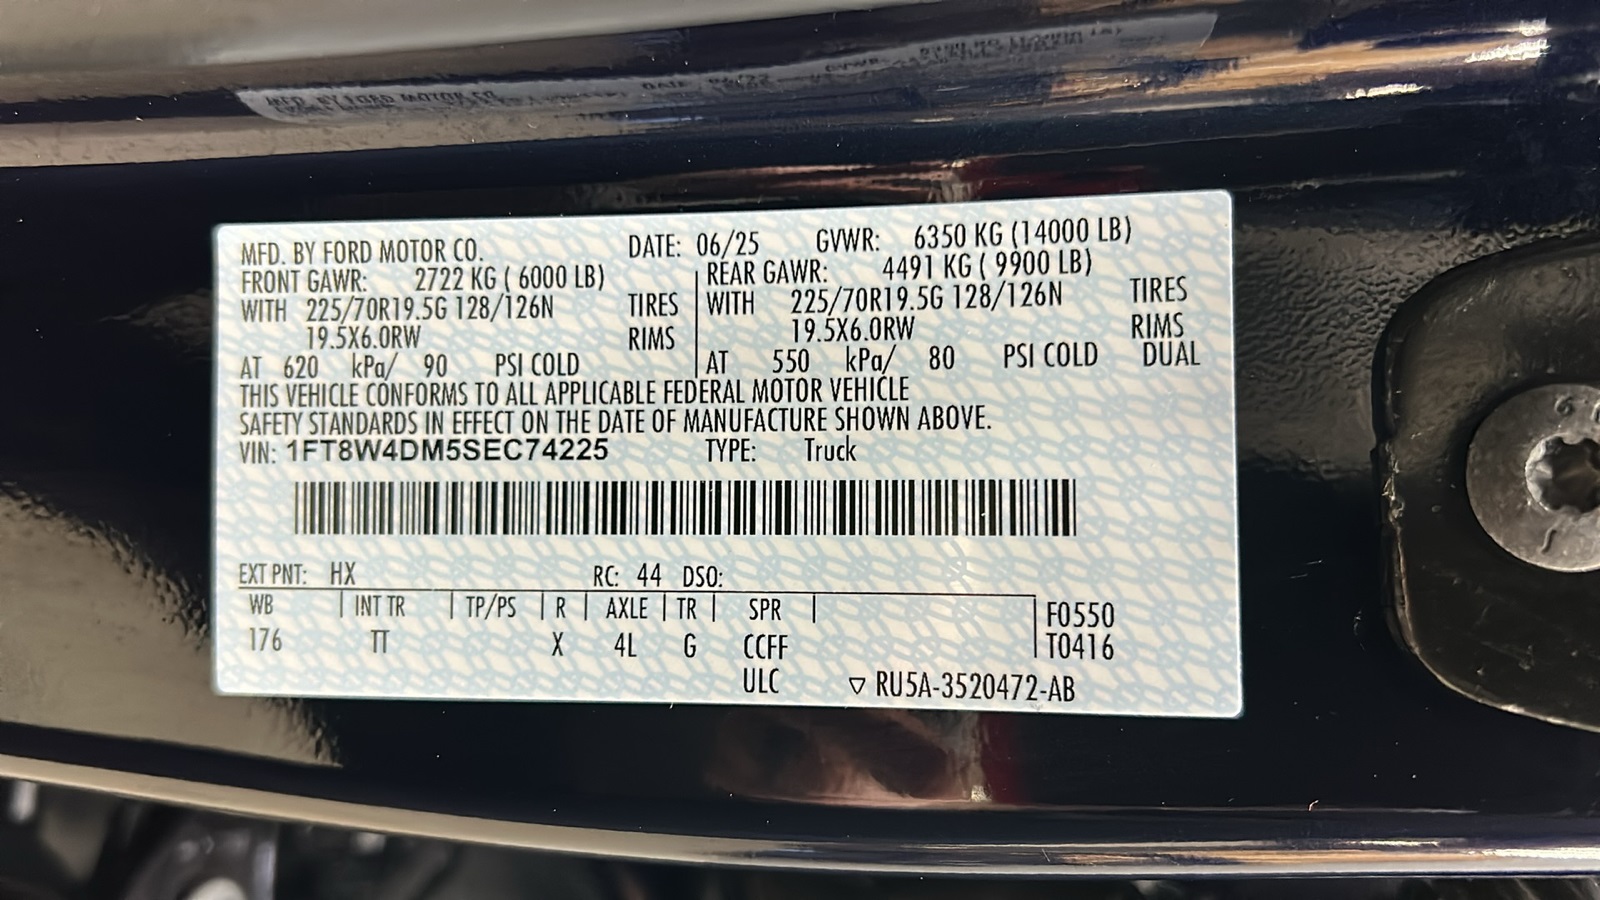 MFD. BY FORD MOTOR CO. DATE: 06/25 GVWR: 6350 KG (14000 LB)
FRONT GAWR: 2722 KG ( 6000 LB) REAR GAWR: 4491 KG ( 9900 LB)
WITH 225/70R19.5G 128/126N TIRES WITH 225/70R19.5G 128/126N TIRES
19.5X6.0RW RIMS 19.5X6.0RW RIMS
AT 620 kPa/ 90 PSI COLD AT 550 kPa/ 80 PSI COLD DUAL
THIS VEHICLE CONFORMS TO ALL APPLICABLE FEDERAL MOTOR VEHICLE
SAFETY STANDARDS IN EFFECT ON THE DATE OF MANUFACTURE SHOWN ABOVE.
VIN: 1FT8W4DM5SEC74225 TYPE: Truck
EXT PNT: HX RC: 44 DSO:
WB INT TR TP/PS R AXLE TR SPR F0550
176 TT X 4L G CCFF T0416
ULC ▽ RU5A-3520472-AB